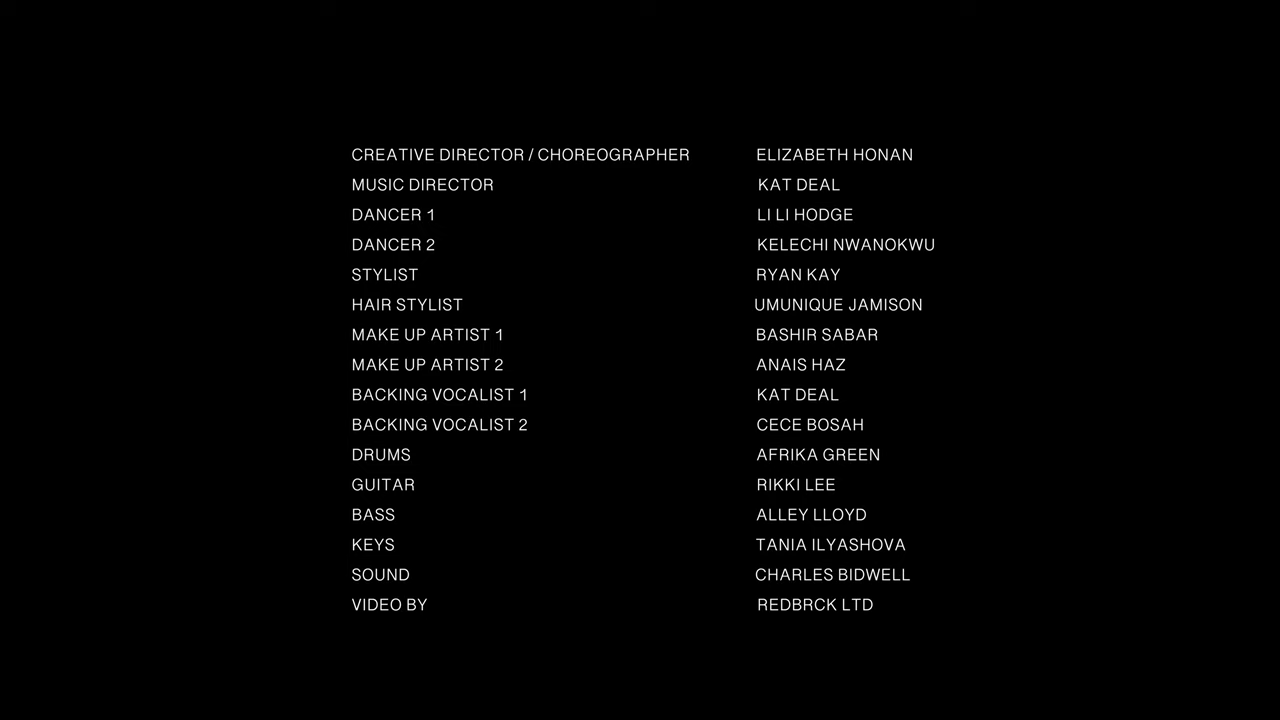 CREATIVE DIRECTOR / CHOREOGRAPHER ELIZABETH HONAN
MUSIC DIRECTOR KAT DEAL
DANCER 1 LI LI HODGE
DANCER 2 KELECHI NWANOKWU
STYLIST RYAN KAY
HAIR STYLIST UMUNIQUE JAMISON
MAKE UP ARTIST 1 BASHIR SABAR
MAKE UP ARTIST 2 ANAIS HAZ
BACKING VOCALIST 1 KAT DEAL
BACKING VOCALIST 2 CECE BOSAH
DRUMS AFRIKA GREEN
GUITAR RIKKI LEE
BASS ALLEY LLOYD
KEYS TANIA ILYASHOVA
SOUND CHARLES BIDWELL
VIDEO BY REDBRCK LTD